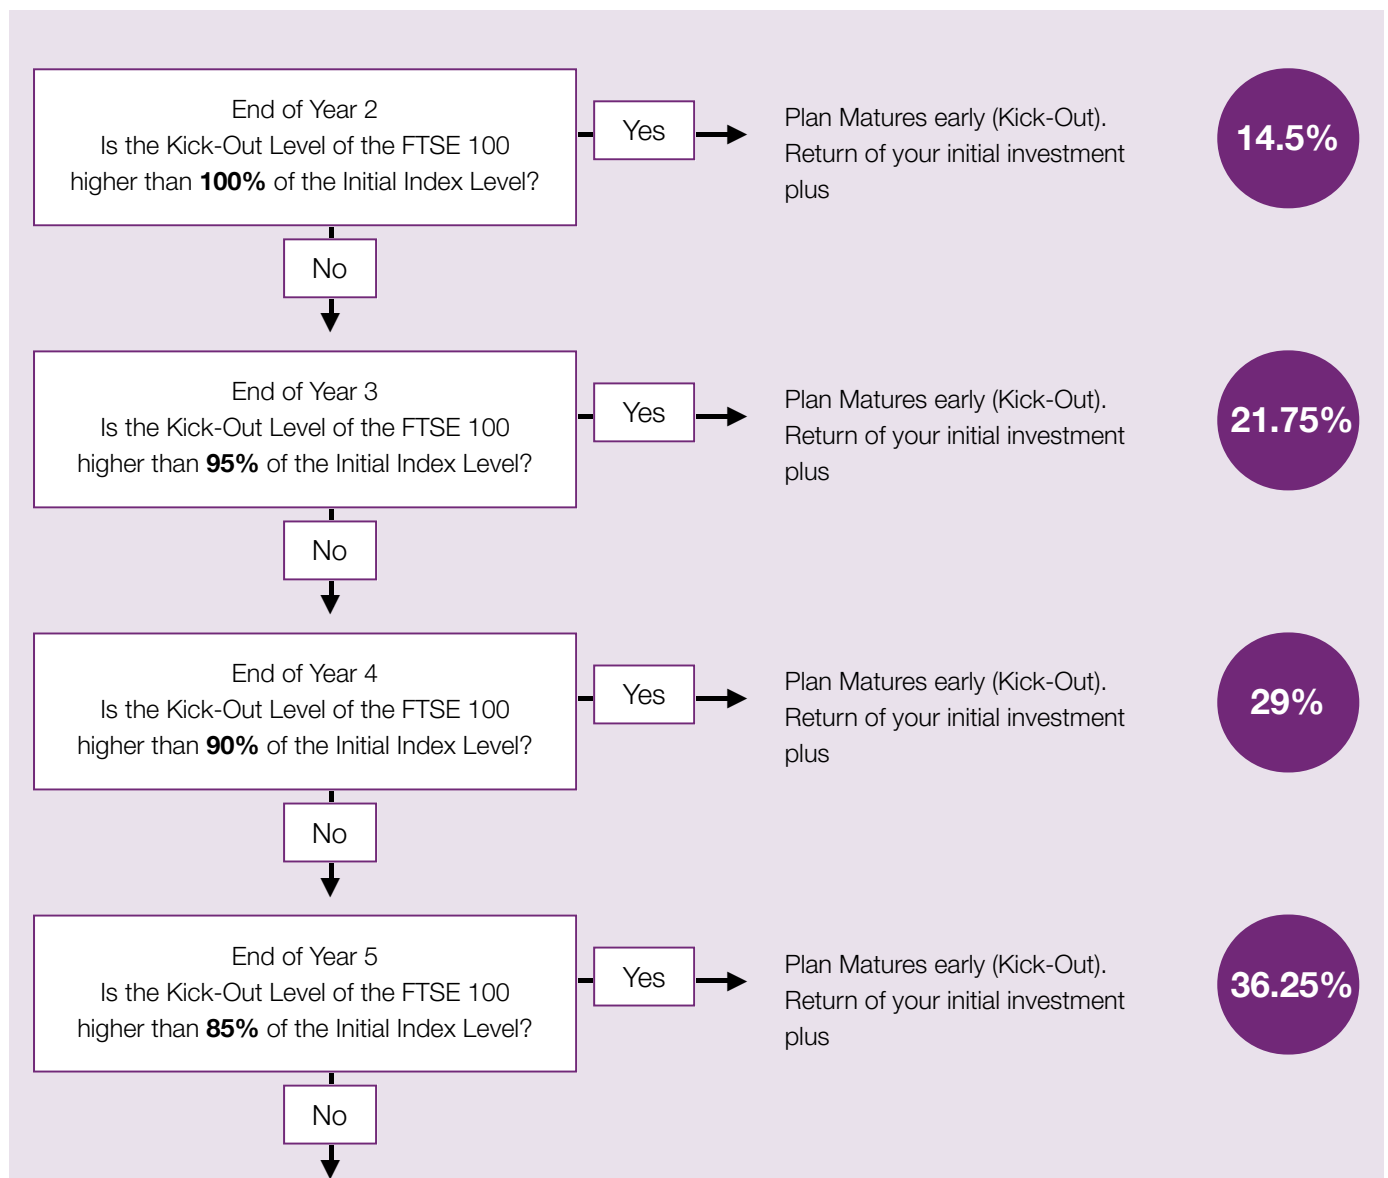 End of Year 2
Is the Kick-Out Level of the FTSE 100
higher than 100% of the Initial Index Level?
Yes
Plan Matures early (Kick-Out).
Return of your initial investment
plus
14.5%
No
End of Year 3
Is the Kick-Out Level of the FTSE 100
higher than 95% of the Initial Index Level?
Yes
Plan Matures early (Kick-Out).
Return of your initial investment
plus
21.75%
No
End of Year 4
Is the Kick-Out Level of the FTSE 100
higher than 90% of the Initial Index Level?
Yes
Plan Matures early (Kick-Out).
Return of your initial investment
plus
29%
No
End of Year 5
Is the Kick-Out Level of the FTSE 100
higher than 85% of the Initial Index Level?
Yes
Plan Matures early (Kick-Out).
Return of your initial investment
plus
36.25%
No